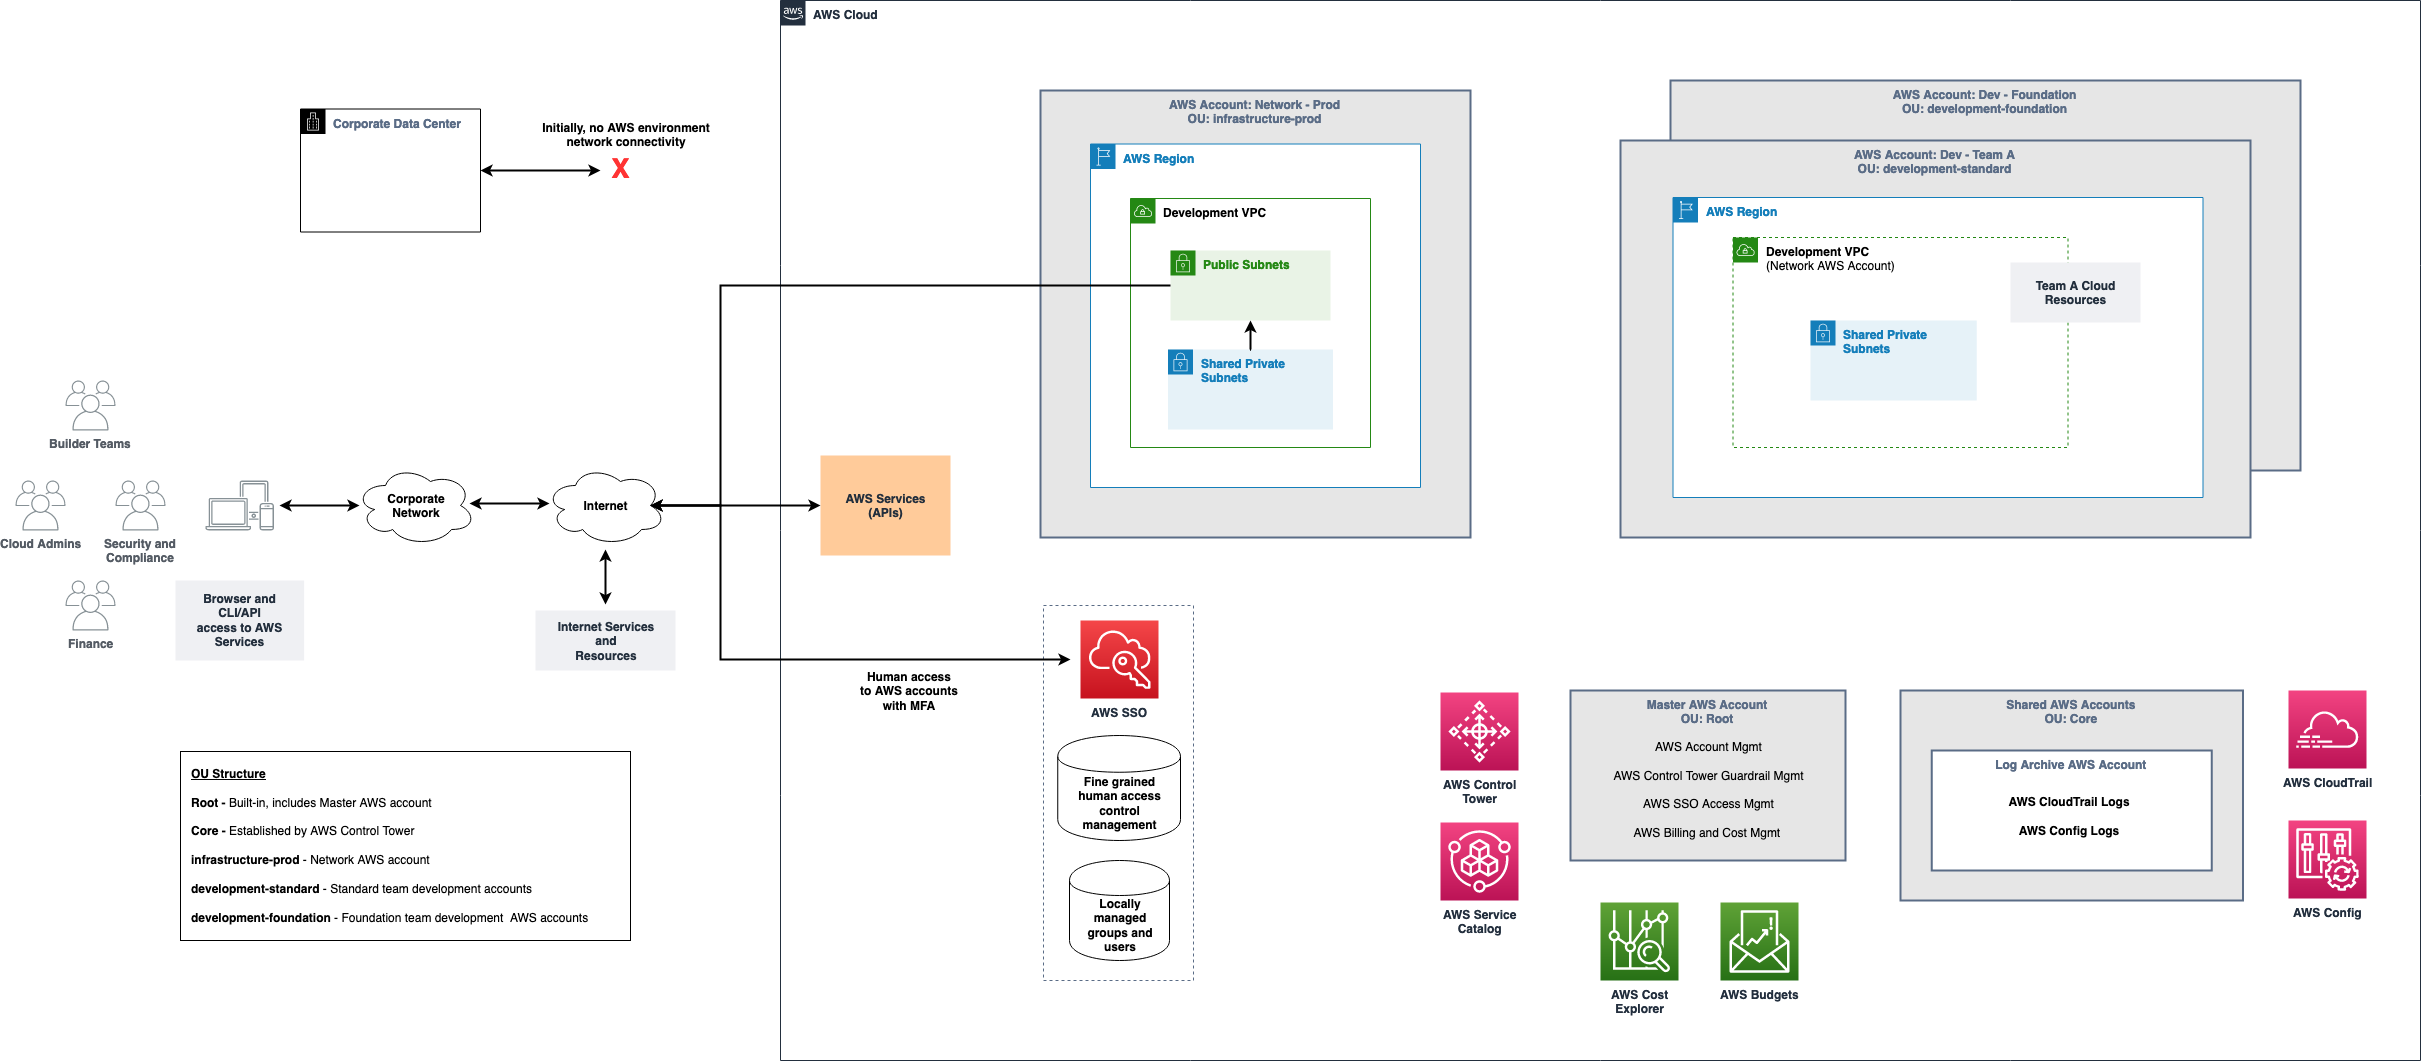 aws
AWS Cloud
Corporate Data Center
Initially, no AWS environment
network connectivity
X
AWS Account: Network - Prod
OU: infrastructure-prod
AWS Region
Development VPC
Public Subnets
Shared Private
Subnets
AWS Account: Dev - Foundation
OU: development-foundation
AWS Account: Dev - Team A
OU: development-standard
AWS Region
Development VPC
(Network AWS Account)
Team A Cloud
Resources
Shared Private
Subnets
Builder Teams
Cloud Admins
Security and
Compliance
Finance
Browser and
CLI/API
access to AWS
Services
Corporate
Network
Internet
Internet Services
and
Resources
AWS Services
(APIs)
Human access
to AWS accounts
with MFA
AWS SSO
Fine grained
human access
control
management
Locally
managed
groups and
users
OU Structure
Root - Built-in, includes Master AWS account
Core - Established by AWS Control Tower
infrastructure-prod - Network AWS account
development-standard - Standard team development accounts
development-foundation - Foundation team development  AWS accounts
AWS Control
Tower
AWS Service
Catalog
Master AWS Account
OU: Root
AWS Account Mgmt
AWS Control Tower Guardrail Mgmt
AWS SSO Access Mgmt
AWS Billing and Cost Mgmt
AWS Cost
Explorer
AWS Budgets
Shared AWS Accounts
OU: Core
Log Archive AWS Account
AWS CloudTrail Logs
AWS Config Logs
AWS CloudTrail
AWS Config